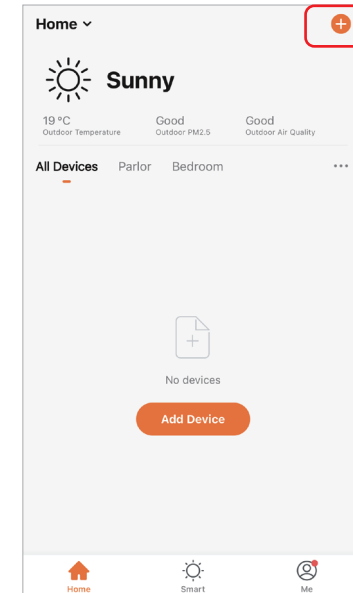 Home
Sunny
19 °C Good Good
Outdoor Temperature Outdoor PM2.5 Outdoor Air Quality
All Devices Parlor Bedroom
No devices
Add Device
Home Smart Me